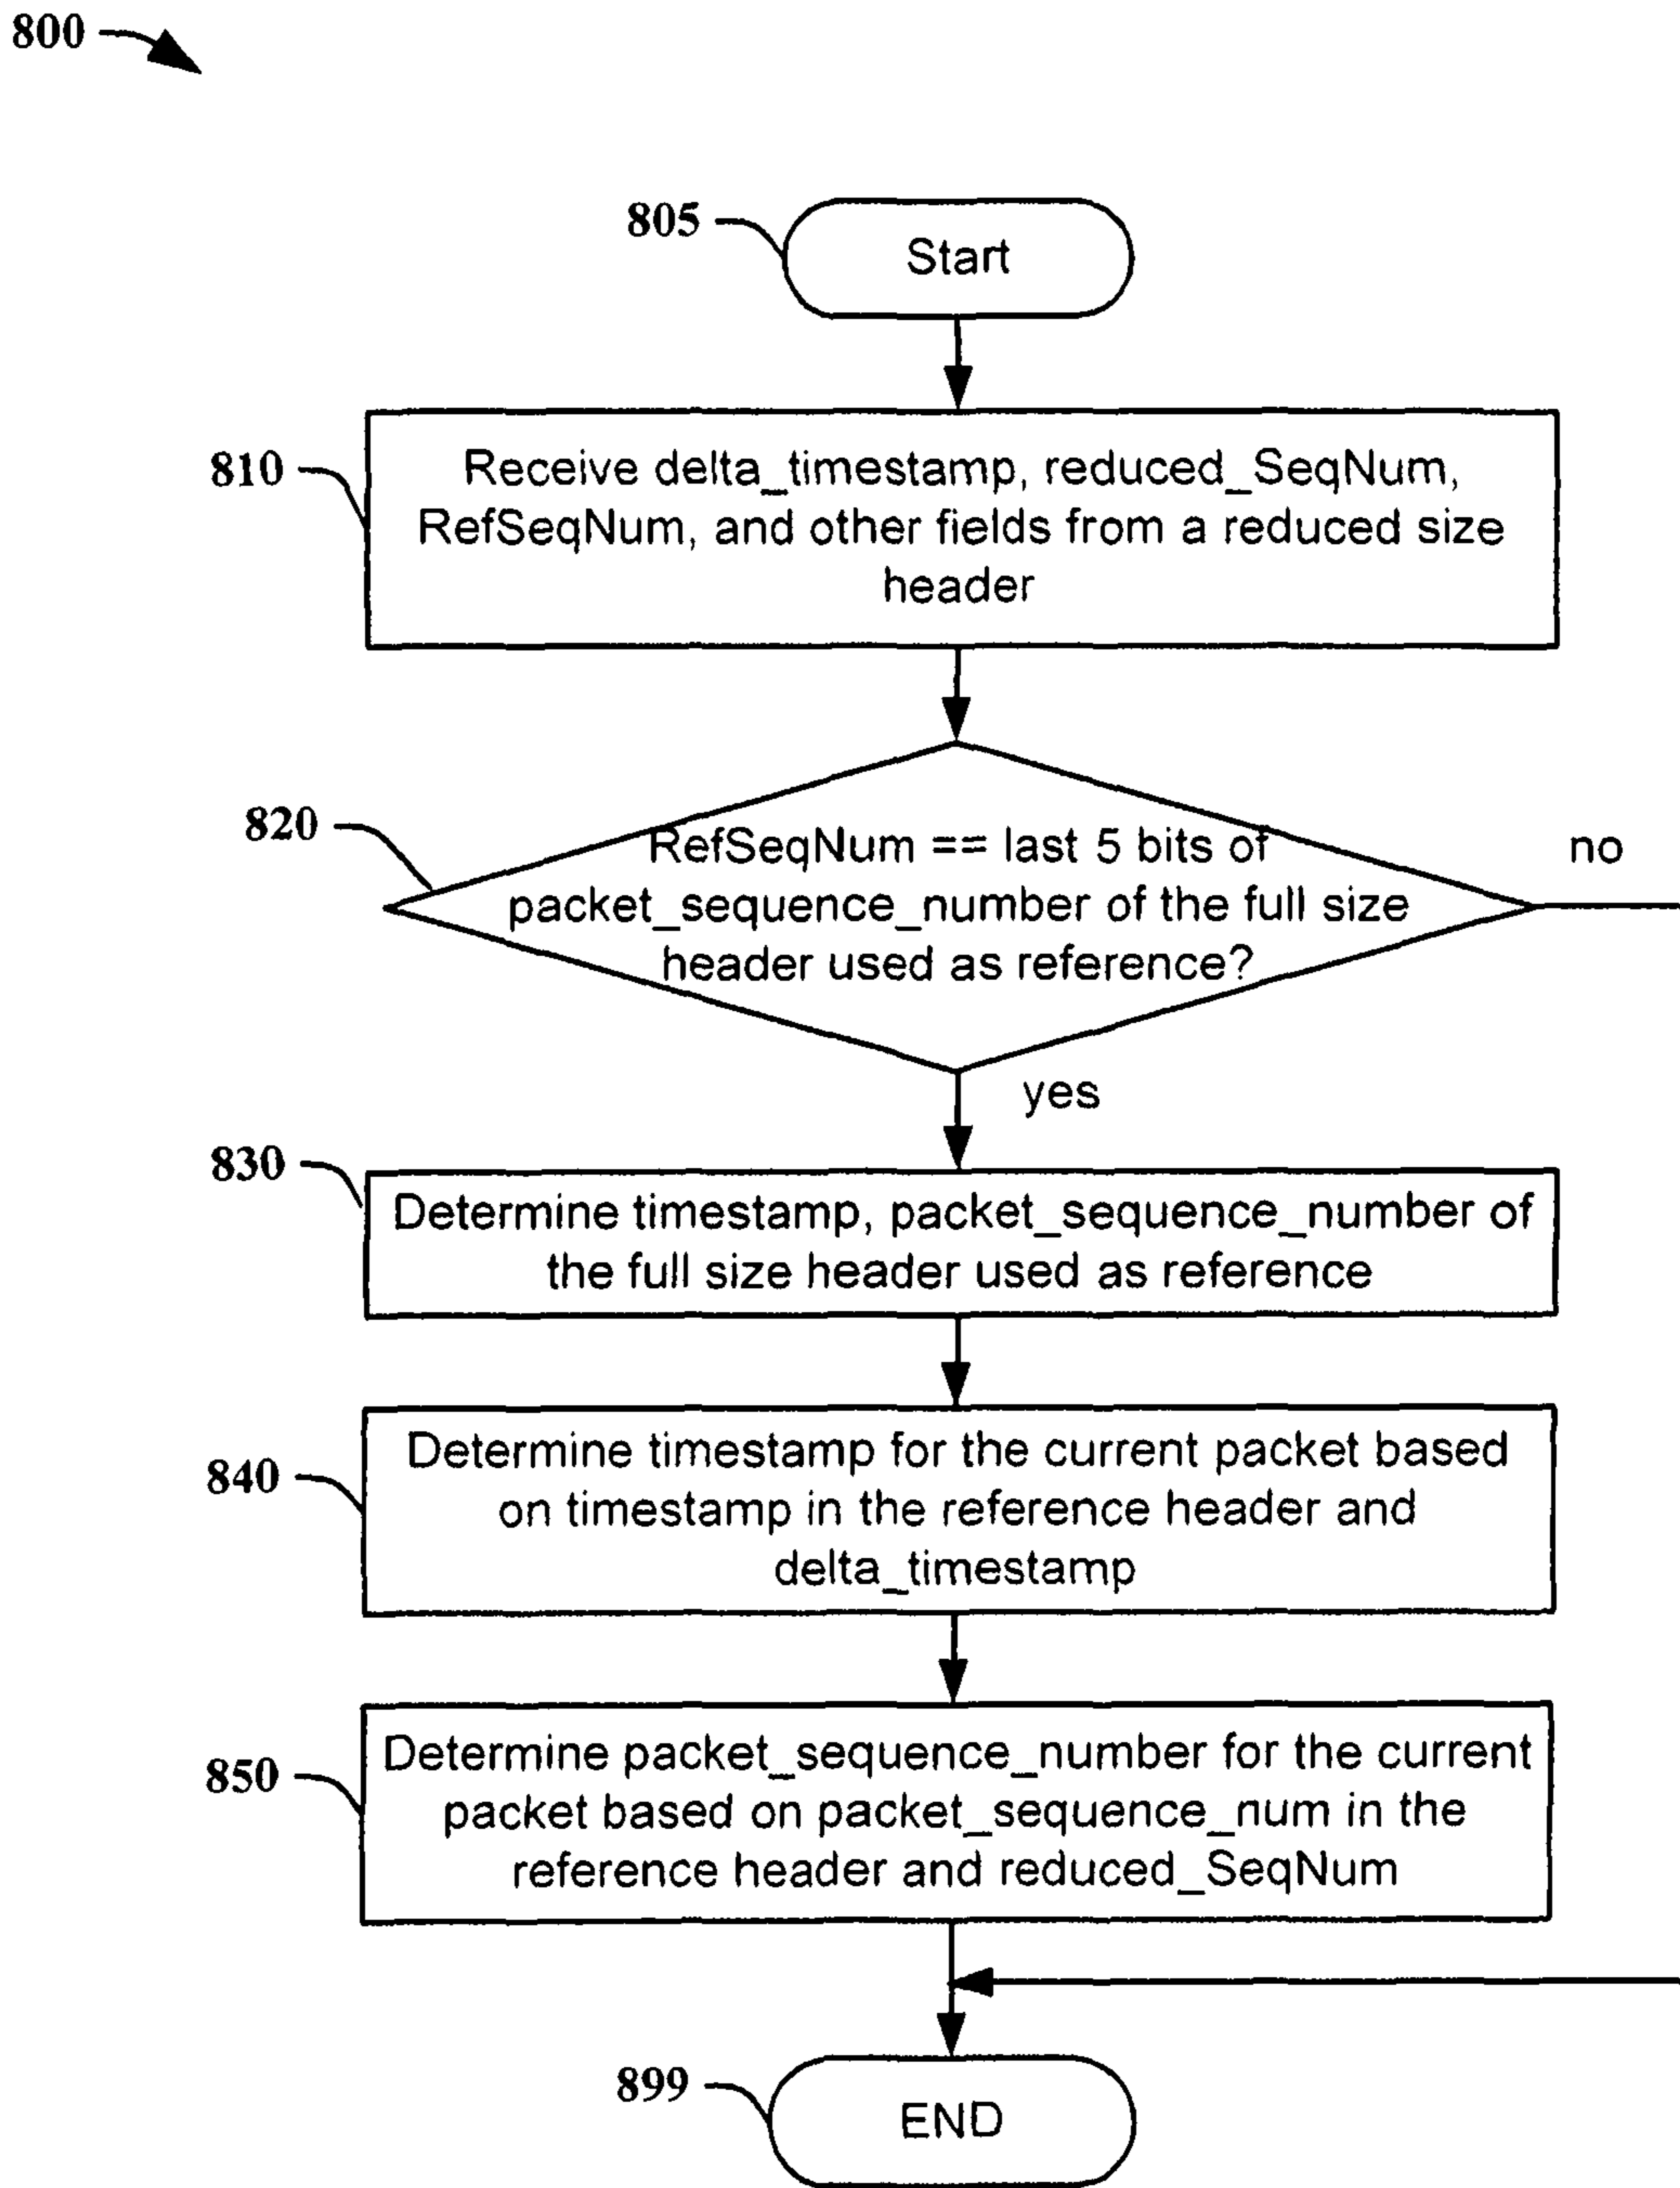 800
805
Start
810
Receive delta_timestamp, reduced_SeqNum,
RefSeqNum, and other fields from a reduced size
header
820
RefSeqNum == last 5 bits of
packet_sequence_number of the full size
header used as reference?
no
yes
830
Determine timestamp, packet_sequence_number of
the full size header used as reference
840
Determine timestamp for the current packet based
on timestamp in the reference header and
delta_timestamp
850
Determine packet_sequence_number for the current
packet based on packet_sequence_num in the
reference header and reduced_SeqNum
899
END